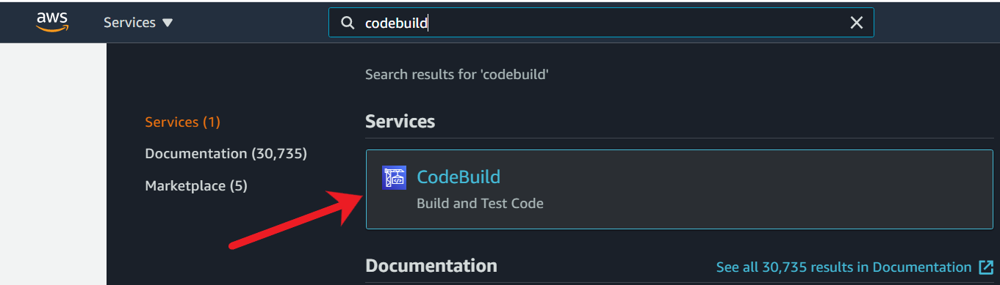 aws
Services
codebuild
Search results for 'codebuild'
Services (1)
Documentation (30,735)
Marketplace (5)
Services
CodeBuild
Build and Test Code
Documentation
See all 30,735 results in Documentation